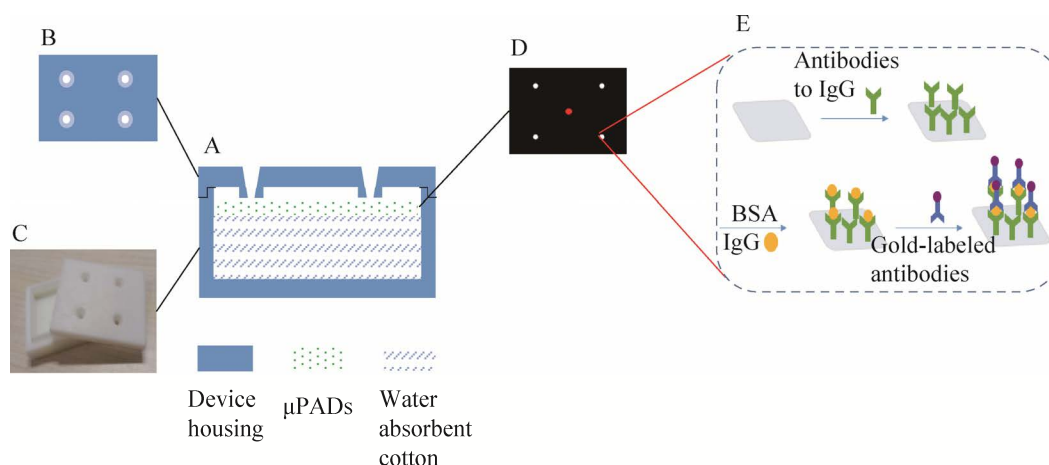 B
A
C
D
E
Antibodies
to IgG
BSA
IgG
Gold-labeled
antibodies
Device
housing
μPADs
Water
absorbent
cotton